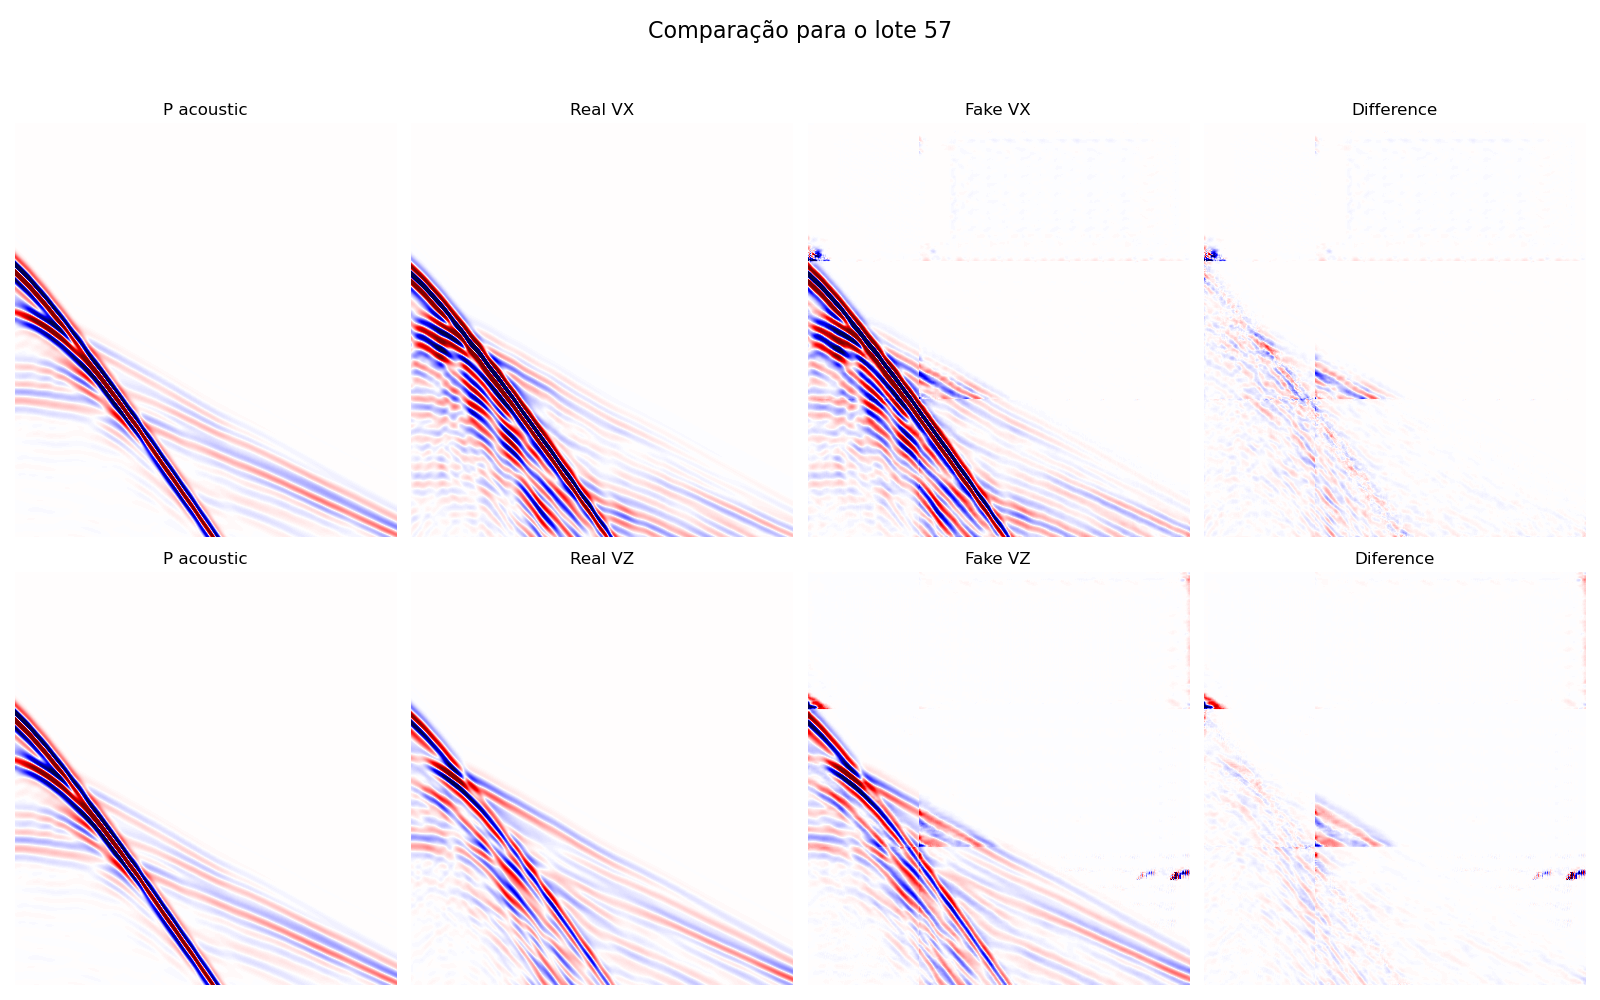 Comparação para o lote 57
P acoustic
Real VX
Fake VX
Difference
P acoustic
Real VZ
Fake VZ
Diference